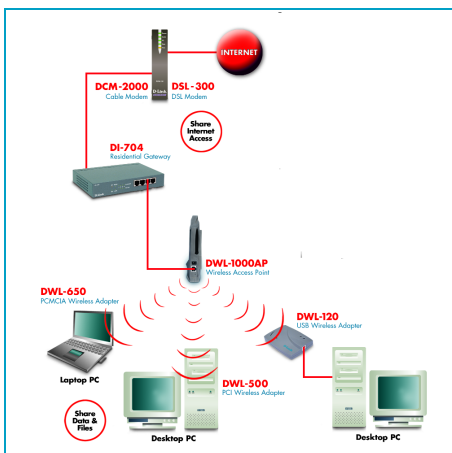 INTERNET
DCM-2000
Cable Modem
DSL-300
DSL Modem
D-Link
Share
Internet
Access
DI-704
Residential Gateway
DWL-1000AP
Wireless Access Point
DWL-650
PCMCIA Wireless Adapter
DWL-120
USB Wireless Adapter
Laptop PC
DWL-500
PCI Wireless Adapter
Share
Data &
Files
Desktop PC
Desktop PC